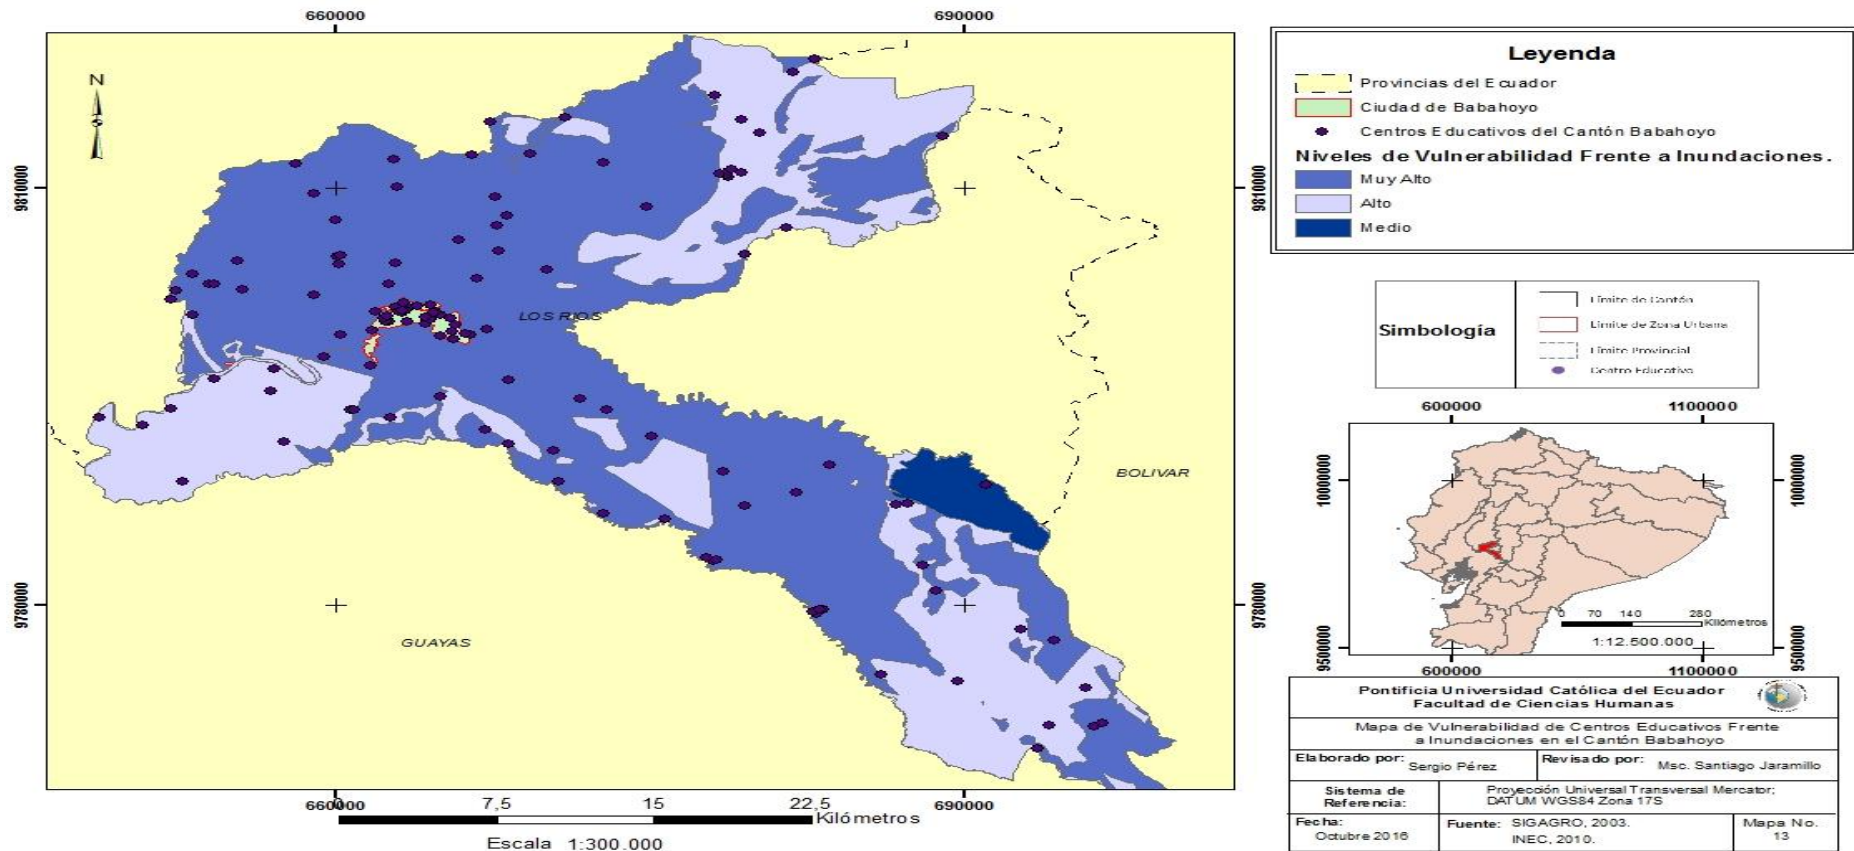 660000
690000
N
9810000
9810000
LOS RIOS
BOLIVAR
9780000
9780000
GUAYAS
660000
690000
0
7,5
15
22,5
Kilómetros
Escala 1:300.000
Leyenda
Provincias del Ecuador
Ciudad de Babahoyo
Centros Educativos del Cantón Babahoyo
Niveles de Vulnerabilidad Frente a Inundaciones.
Muy Alto
Alto
Medio
Simbología
Límite de Cantón
Límite de Zona Urbana
Límite Provincial
Centro Educativo
600000
1100000
10000000
10000000
9500000
9500000
0 70 140 280
Kilómetros
1:12.500.000
600000
1100000
Pontificia Universidad Católica del Ecuador
Facultad de Ciencias Humanas
Mapa de Vulnerabilidad de Centros Educativos Frente
a Inundaciones en el Cantón Babahoyo
Elaborado por: Sergio Pérez
Revisado por: Msc. Santiago Jaramillo
Sistema de
Referencia:
Proyección Universal Transversal Mercator;
DATUM WGS84 Zona 17S
Fecha:
Octubre 2016
Fuente: SIGAGRO, 2003.
INEC, 2010.
Mapa No.
13